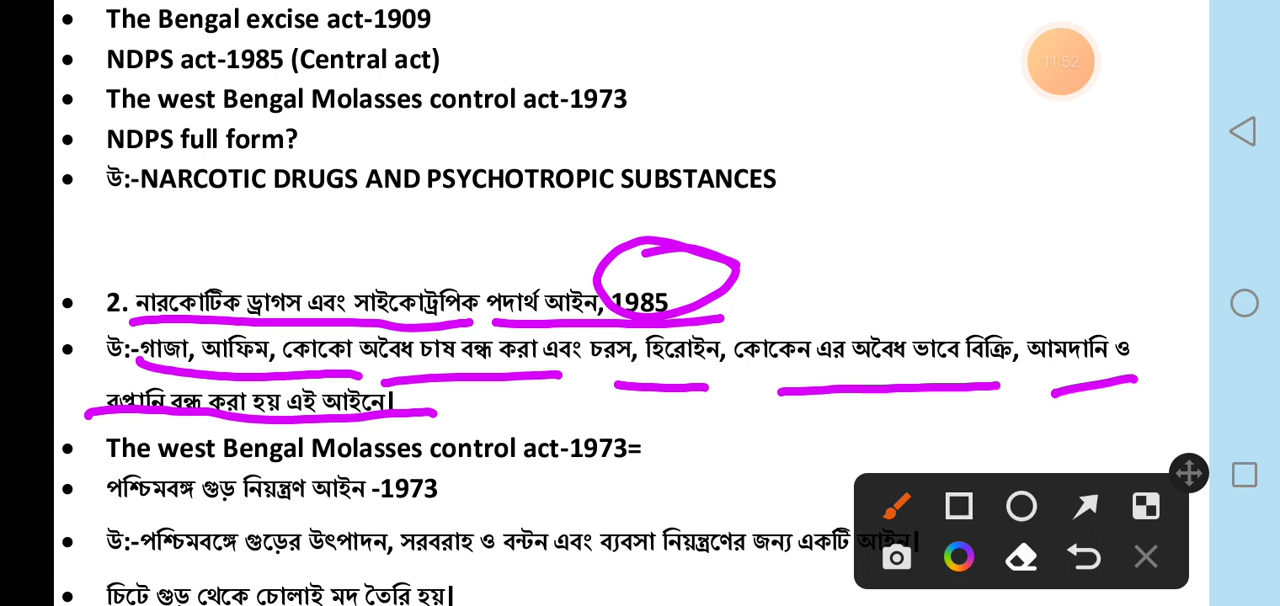 The Bengal excise act-1909
11:52
NDPS act-1985 (Central act)
The west Bengal Molasses control act-1973
NDPS full form?
উ:-NARCOTIC DRUGS AND PSYCHOTROPIC SUBSTANCES
2. নারকোটিক ড্রাগস এবং সাইকোট্রপিক পদার্থ আইন, 1985
উ:-গাজা, আফিম, কোকো অবৈধ চাষ বন্ধ করা এবং চরস, হিরোইন, কোকেন এর অবৈধ ভাবে বিক্রি, আমদানি ও
রপ্তানি বন্ধ করা হয় এই আইনে|
The west Bengal Molasses control act-1973=
পশ্চিমবঙ্গ গুড় নিয়ন্ত্রণ আইন -1973
উ:-পশ্চিমবঙ্গে গুড়ের উৎপাদন, সরবরাহ ও বন্টন এবং ব্যবসা নিয়ন্ত্রণের জন্য একটি আইন|
চিটে গুড় থেকে চোলাই মদ তৈরি হয়|